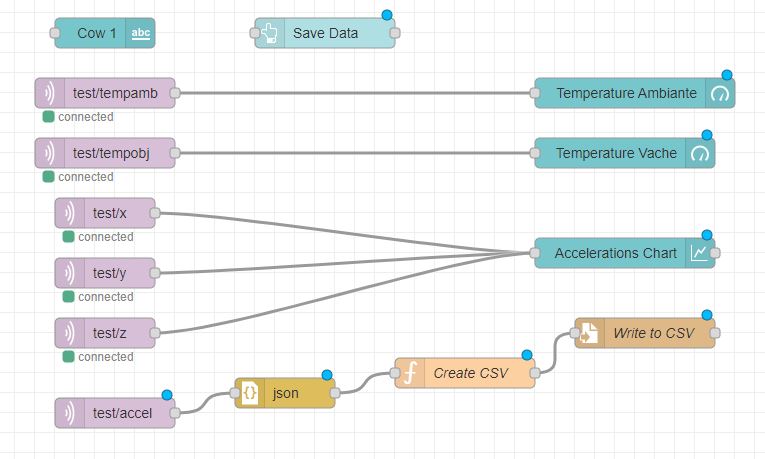 Cow 1
abc
Save Data
test/tempamb
connected
Temperature Ambiante
test/tempobj
connected
Temperature Vache
test/x
connected
test/y
connected
Accelerations Chart
test/z
connected
Write to CSV
Create CSV
json
test/accel